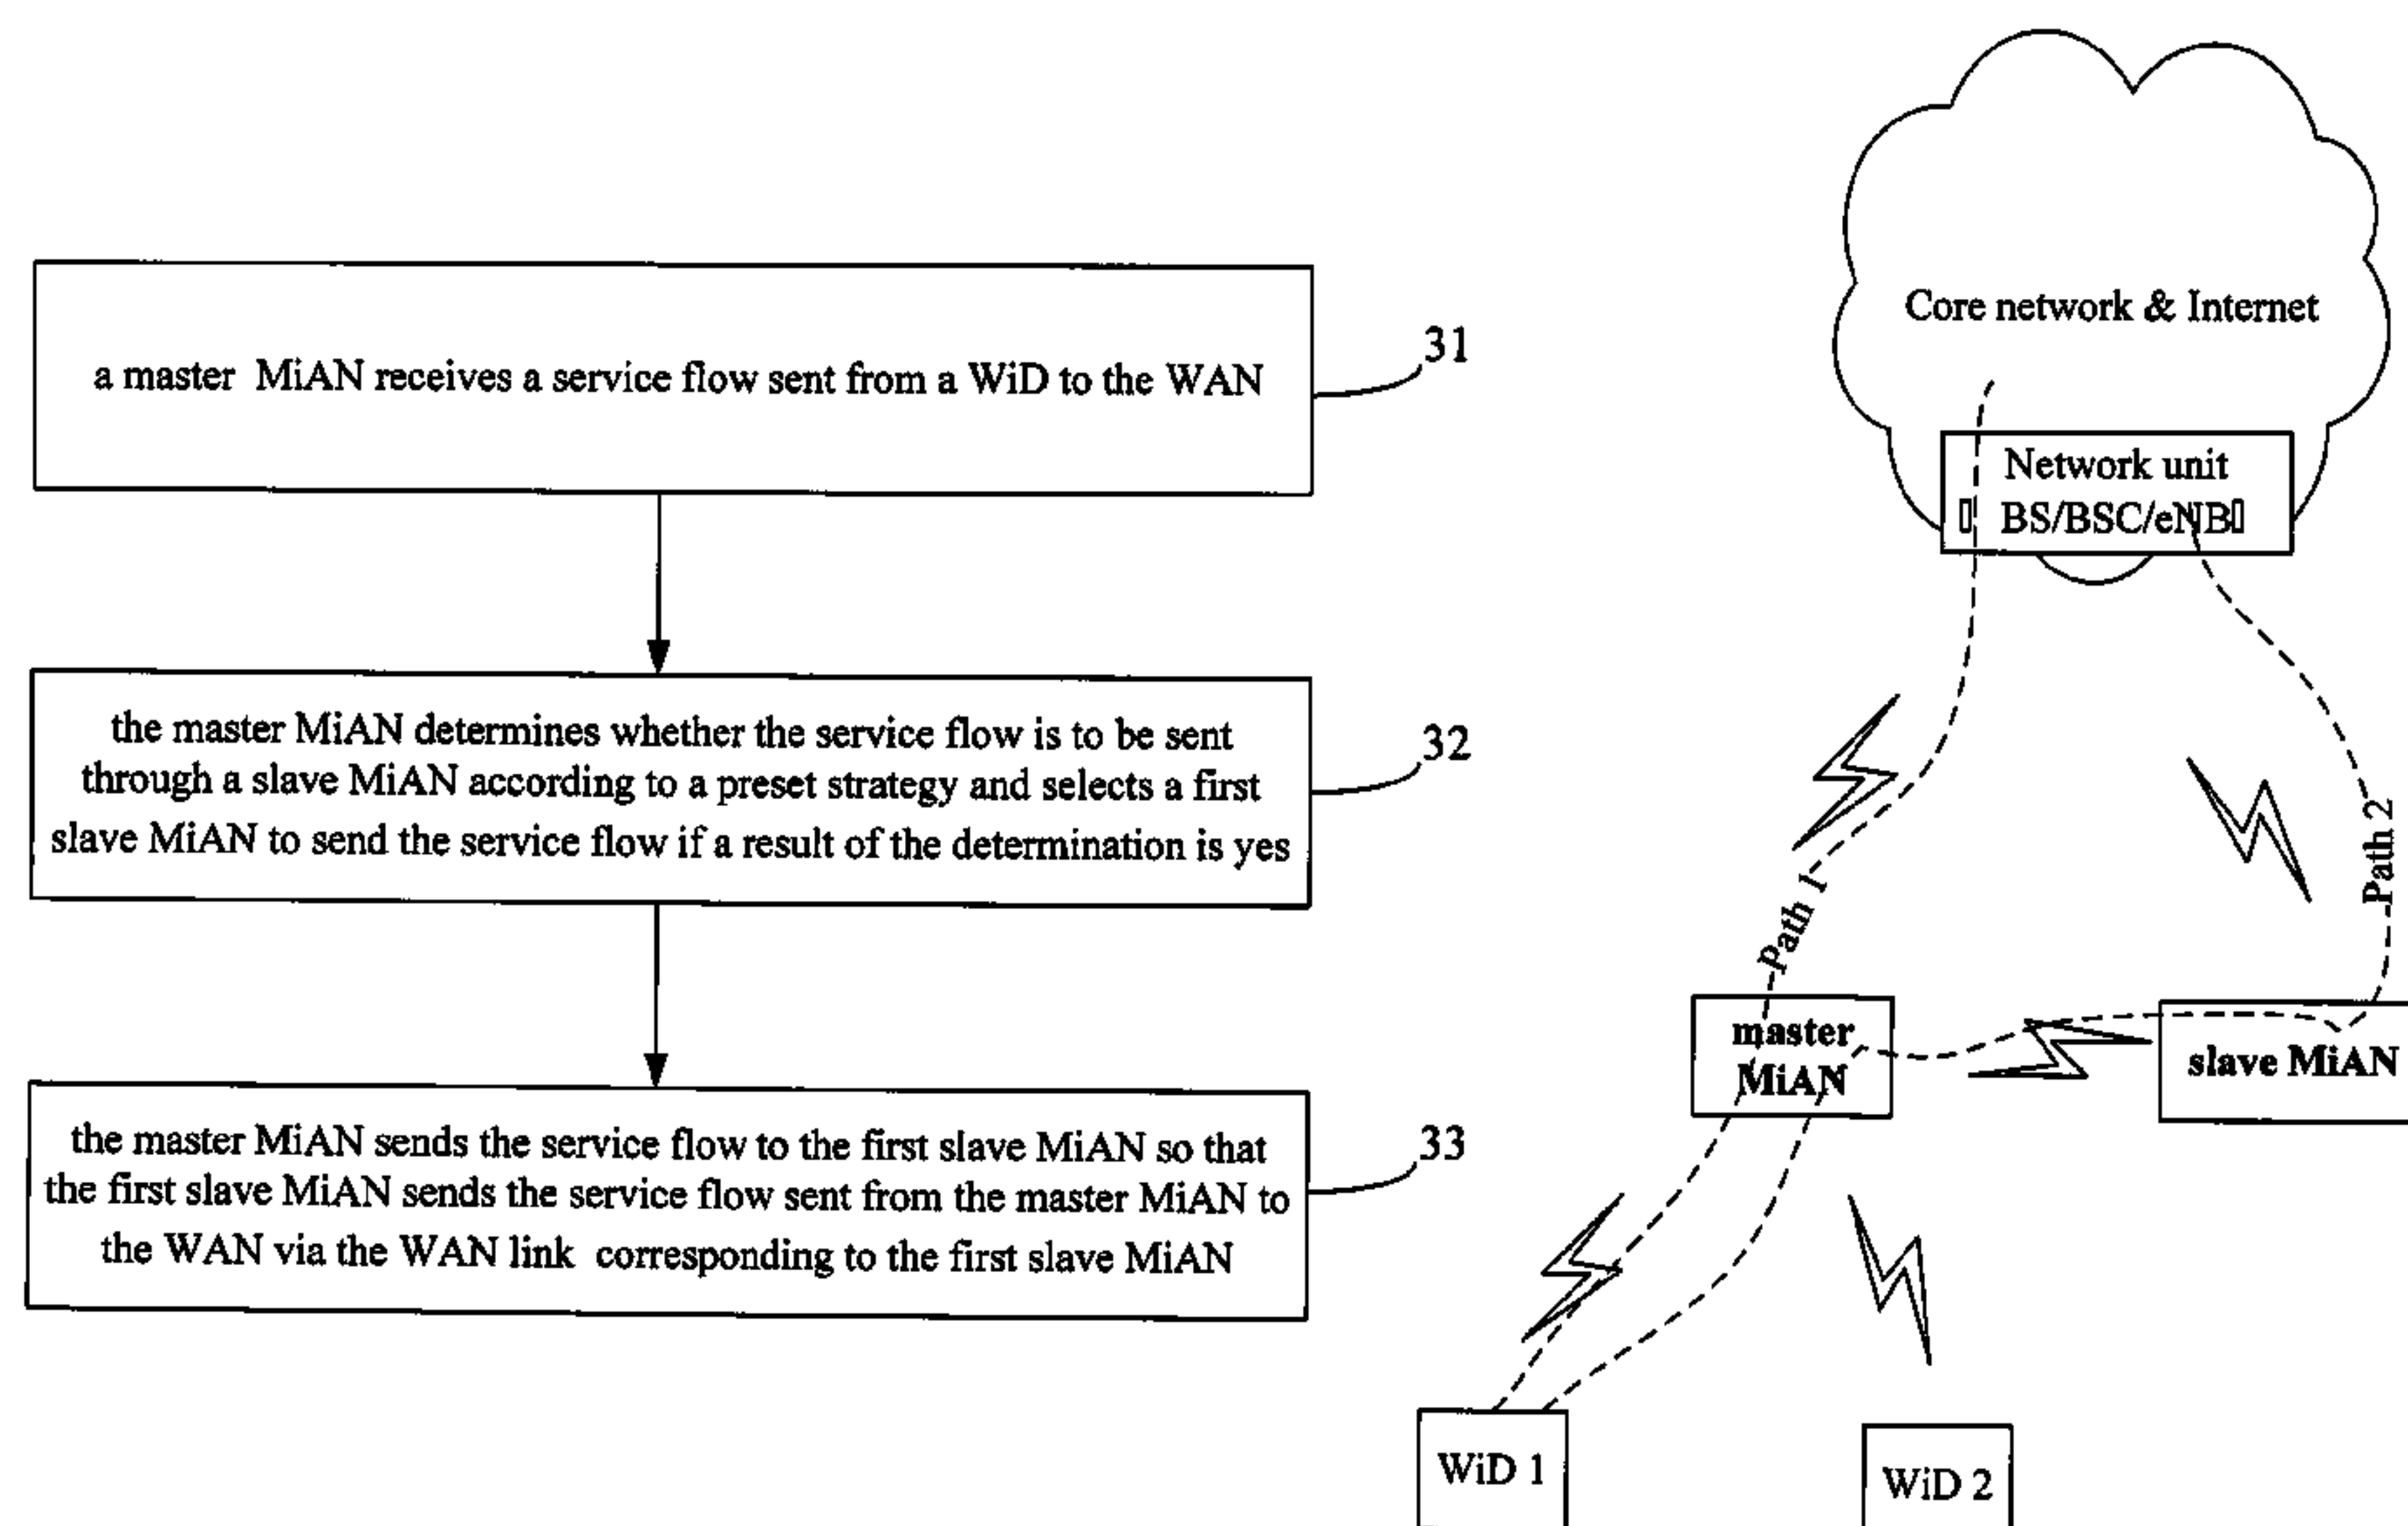 a master MiAN receives a service flow sent from a WiD to the WAN
31
the master MiAN determines whether the service flow is to be sent
through a slave MiAN according to a preset strategy and selects a first
slave MiAN to send the service flow if a result of the determination is yes
32
the master MiAN sends the service flow to the first slave MiAN so that
the first slave MiAN sends the service flow sent from the master MiAN to
the WAN via the WAN link corresponding to the first slave MiAN
33
Core network & Internet
Network unit
BS/BSC/eNB
Path 1
Path 2
master
MiAN
slave MiAN
WiD 1
WiD 2